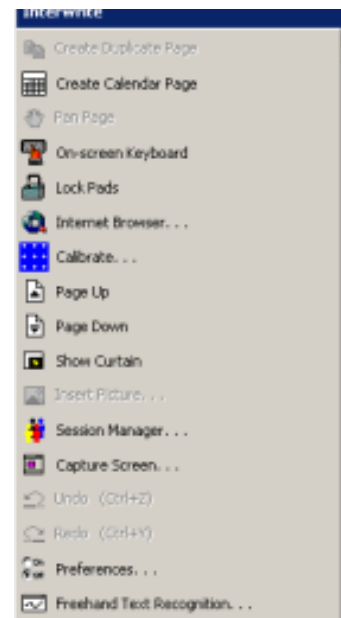 Interwrite
Create Duplicate Page
Create Calendar Page
Pan Page
On-screen Keyboard
Lock Pads
Internet Browser. . .
Calibrate. . .
Page Up
Page Down
Show Curtain
Insert Picture. . .
Session Manager. . .
Capture Screen. . .
Undo (Ctrl+Z)
Redo (Ctrl+Y)
Preferences. . .
Freehand Text Recognition. . .